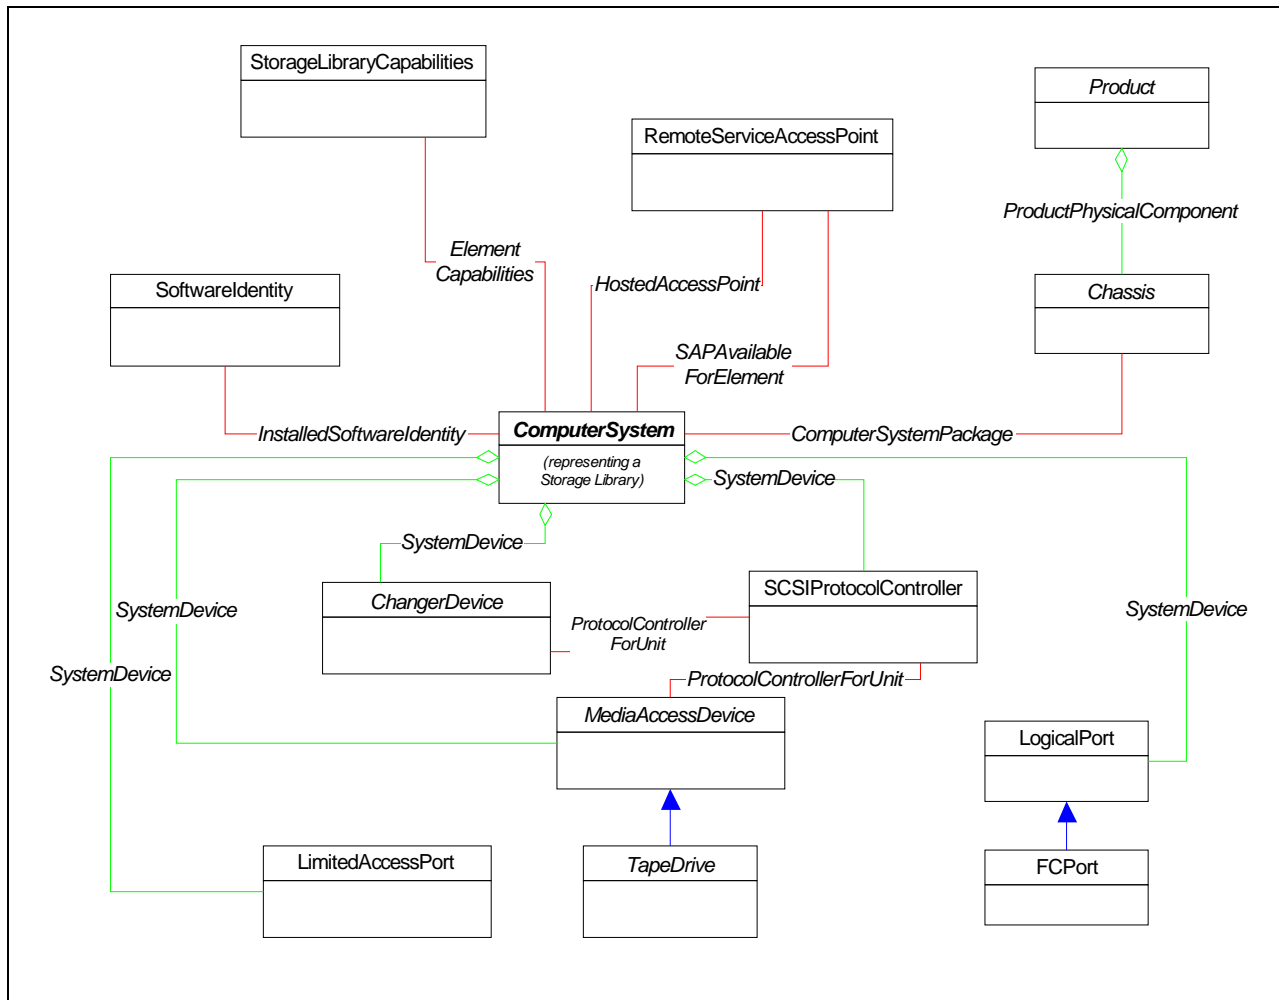 StorageLibraryCapabilities
Product
RemoteServiceAccessPoint
ProductPhysicalComponent
Element
Capabilities
SoftwareIdentity
HostedAccessPoint
Chassis
SAPAvailable
ForElement
InstalledSoftwareIdentity
ComputerSystem
ComputerSystemPackage
(representing a
Storage Library)
SystemDevice
SystemDevice
ChangerDevice
SCSIProtocolController
SystemDevice
SystemDevice
ProtocolController
ForUnit
SystemDevice
ProtocolControllerForUnit
MediaAccessDevice
LogicalPort
LimitedAccessPort
TapeDrive
FCPort